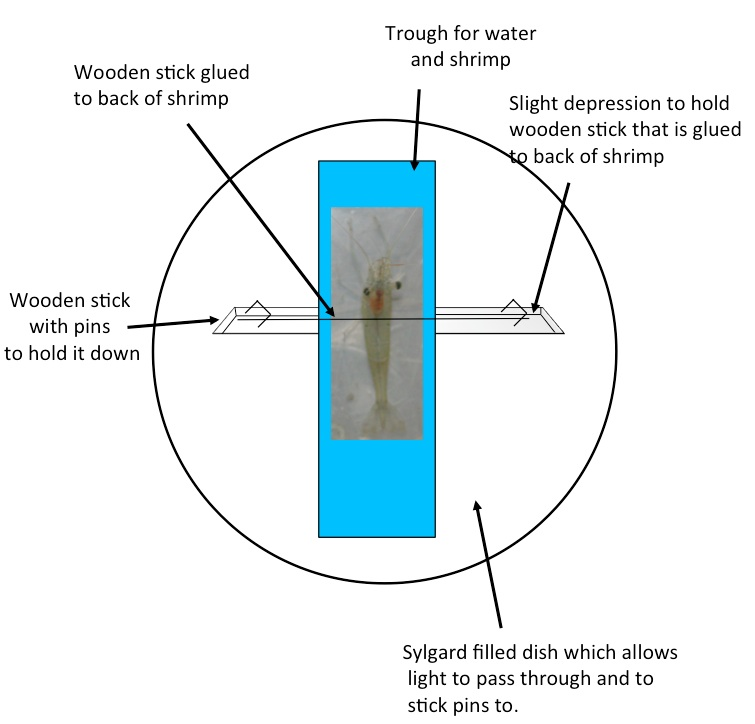 Trough for water
and shrimp
Wooden stick glued
to back of shrimp
Slight depression to hold
wooden stick that is glued
to back of shrimp
Wooden stick
with pins
to hold it down
Sylgard filled dish which allows
light to pass through and to
stick pins to.